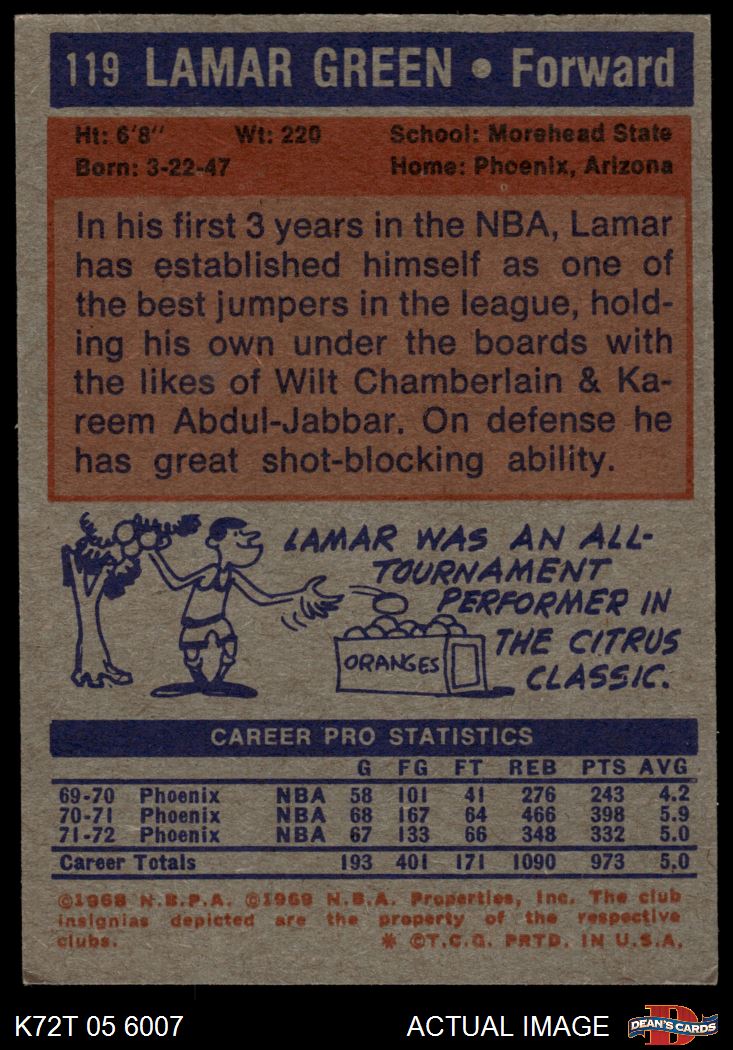 119 LAMAR GREEN • Forward
Ht: 6'8" Wt: 220 School: Morehead State
Born: 3-22-47 Home: Phoenix, Arizona
In his first 3 years in the NBA, Lamar
has established himself as one of
the best jumpers in the league, hold-
ing his own under the boards with
the likes of Wilt Chamberlain & Ka-
reem Abdul-Jabbar. On defense he
has great shot-blocking ability.
LAMAR WAS AN ALL-
TOURNAMENT
PERFORMER IN
THE CITRUS
CLASSIC.
ORANGES
CAREER PRO STATISTICS
G FG FT REB PTS AVG
69-70 Phoenix NBA 58 101 41 276 243 4.2
70-71 Phoenix NBA 68 167 64 466 398 5.9
71-72 Phoenix NBA 67 133 66 348 332 5.0
Career Totals 193 401 171 1090 973 5.0
©1968 N.B.P.A. ©1969 N.B.A. Properties, Inc. The club
insignias depicted are the property of the respective
clubs. * ©T.C.G. PRTD. IN U.S.A.
K72T 05 6007 ACTUAL IMAGE D DEAN'S CARDS